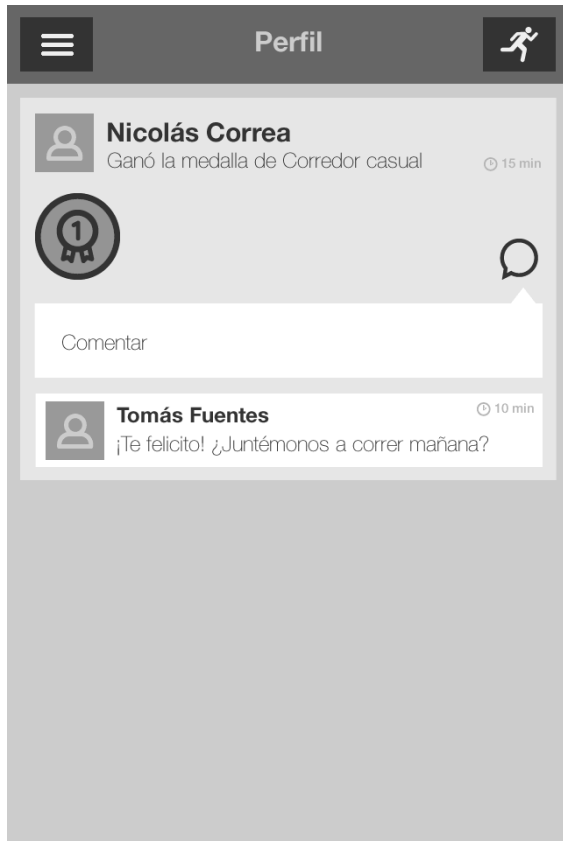 Perfil
Nicolás Correa
Ganó la medalla de Corredor casual
15 min
1
Comentar
Tomás Fuentes
10 min
¡Te felicito! ¿Juntémonos a correr mañana?